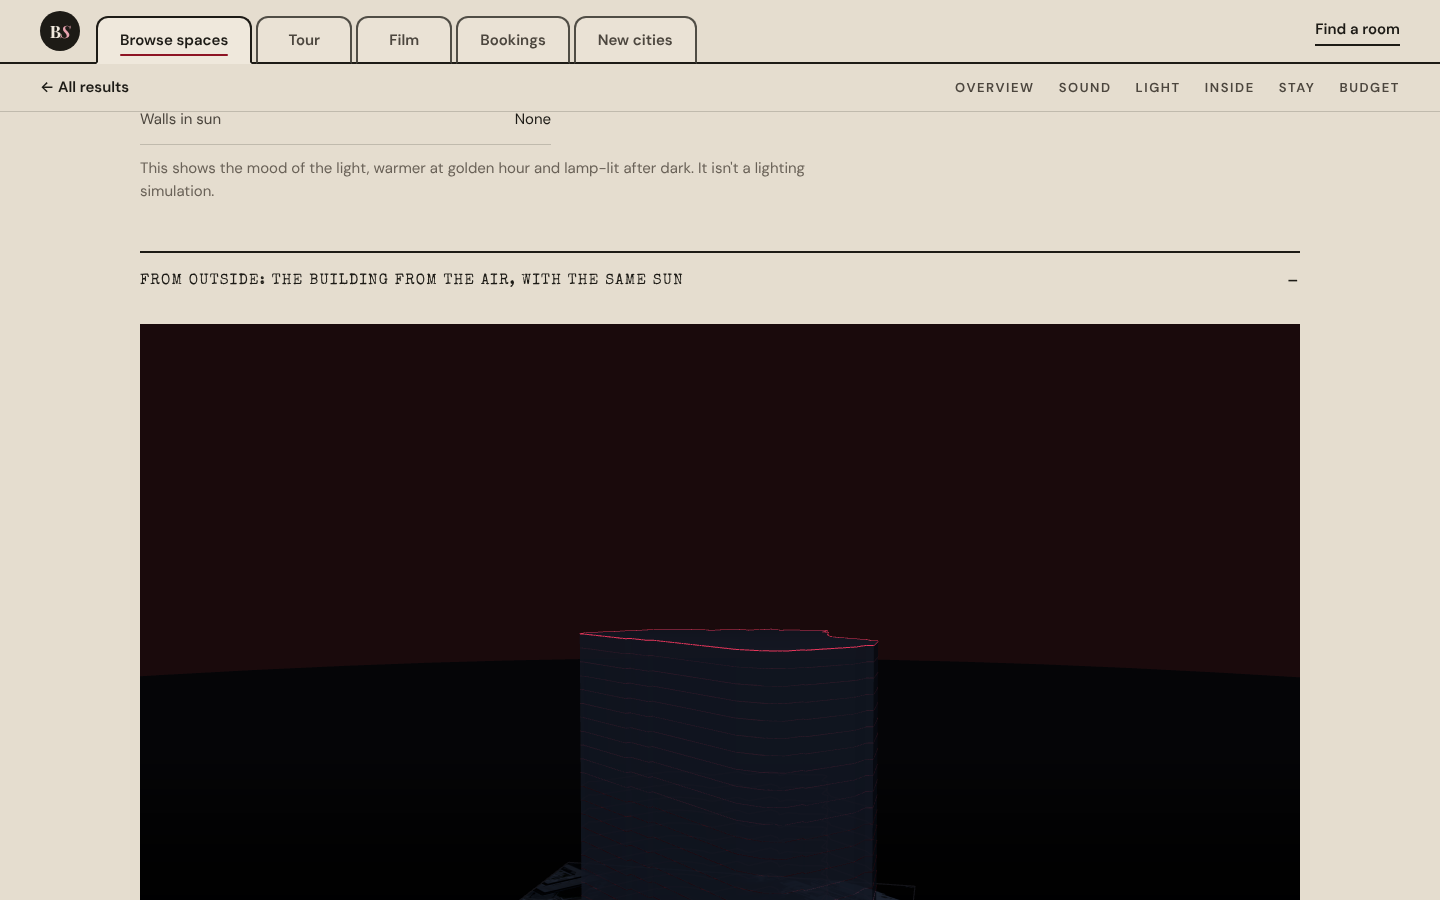 BS
Browse spaces
Tour
Film
Bookings
New cities
Find a room
← All results
OVERVIEW
SOUND
LIGHT
INSIDE
STAY
BUDGET
Walls in sun
None
This shows the mood of the light, warmer at golden hour and lamp-lit after dark. It isn't a lighting
simulation.
FROM OUTSIDE: THE BUILDING FROM THE AIR, WITH THE SAME SUN
–